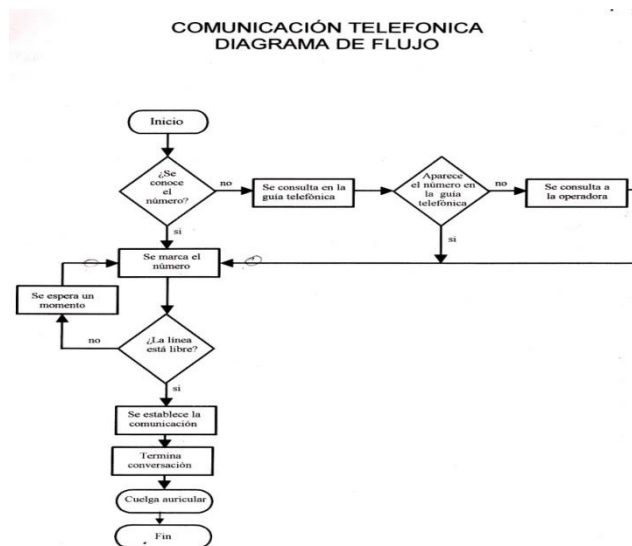 COMUNICACIÓN TELEFONICA
DIAGRAMA DE FLUJO
Inicio
¿Se
conoce
el
número?
no
Se consulta en la
guia telefònica
Aparece
el número en
la guía
telefónica
no
Se consulta a
la operadora
si
si
Se marca el
número
Se espera un
momento
¿La línea
está libre?
no
si
Se establece la
comunicación
Termina
conversación
Cuelga auricular
Fin